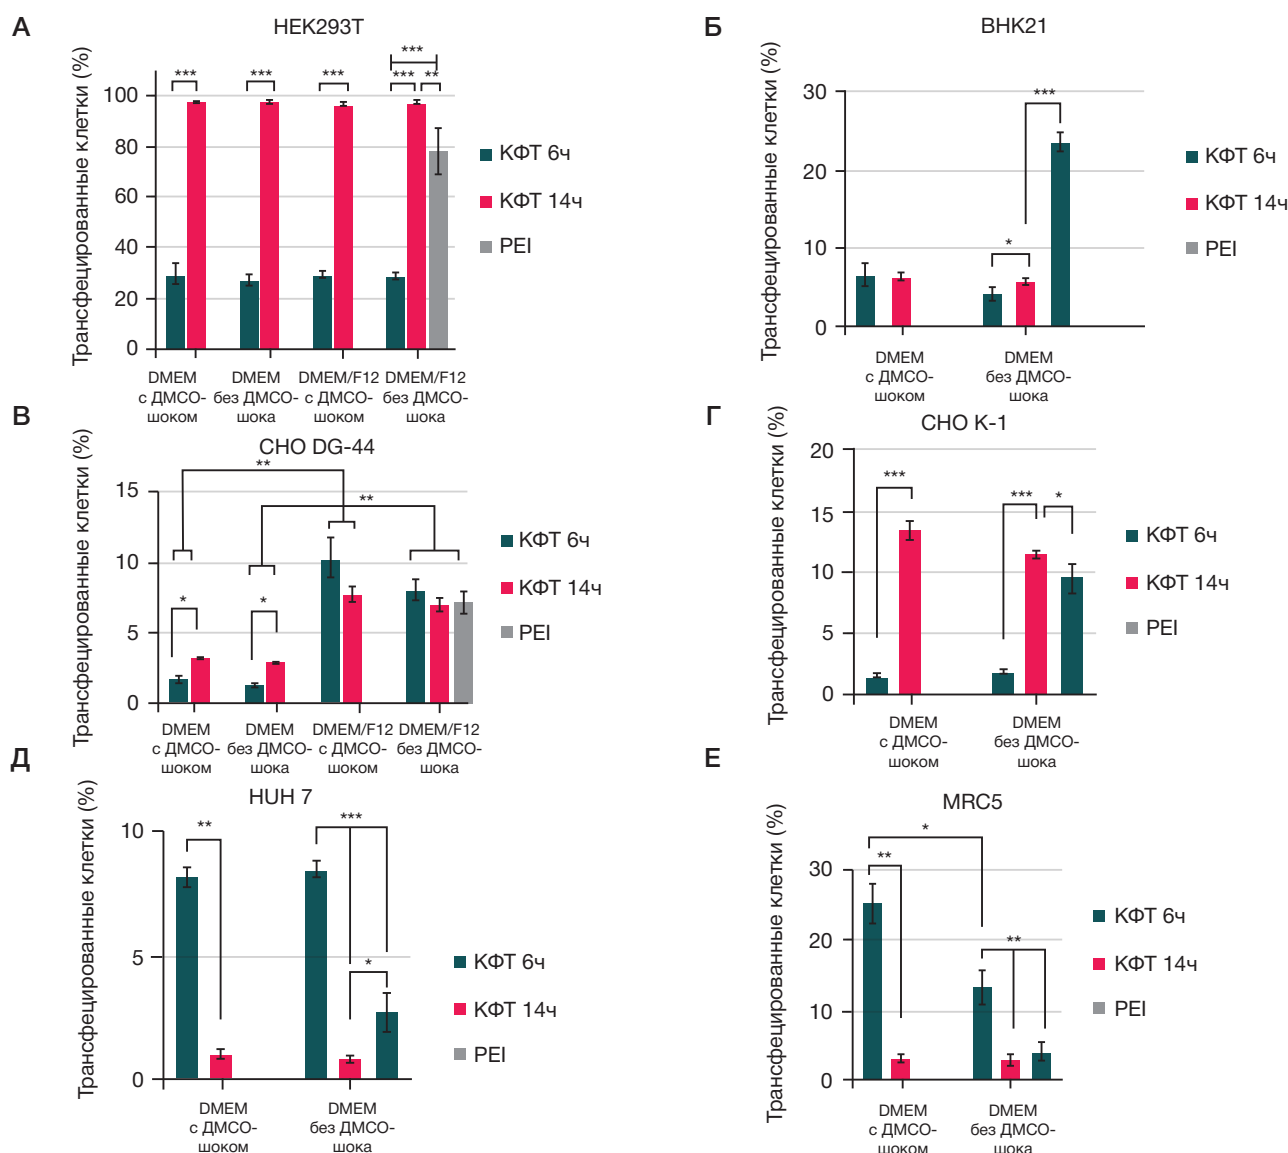 А
HEK293T
Трансфецированные клетки (%)
100
80
60
40
20
0
***
***
***
***
***
**
DMEM
с ДМСО-
шоком
DMEM
без ДМСО-
шока
DMEM/F12
с ДМСО-
шоком
DMEM/F12
без ДМСО-
шока
КФТ 6ч
КФТ 14ч
PEI
Б
BHK21
Трансфецированные клетки (%)
30
20
10
0
*
***
DMEM
с ДМСО-
шоком
DMEM
без ДМСО-
шока
КФТ 6ч
КФТ 14ч
PEI
В
CHO DG-44
Трансфецированные клетки (%)
15
10
5
0
**
**
*
*
DMEM
с ДМСО-
шоком
DMEM
без ДМСО-
шока
DMEM/F12
с ДМСО-
шоком
DMEM/F12
без ДМСО-
шока
КФТ 6ч
КФТ 14ч
PEI
Г
CHO K-1
Трансфецированные клетки (%)
20
15
10
5
0
***
***
*
DMEM
с ДМСО-
шоком
DMEM
без ДМСО-
шока
КФТ 6ч
КФТ 14ч
PEI
Д
HUH 7
Трансфецированные клетки (%)
10
5
0
**
***
*
DMEM
с ДМСО-
шоком
DMEM
без ДМСО-
шока
КФТ 6ч
КФТ 14ч
PEI
Е
MRC5
Трансфецированные клетки (%)
30
20
10
0
*
**
**
DMEM
с ДМСО-
шоком
DMEM
без ДМСО-
шока
КФТ 6ч
КФТ 14ч
PEI